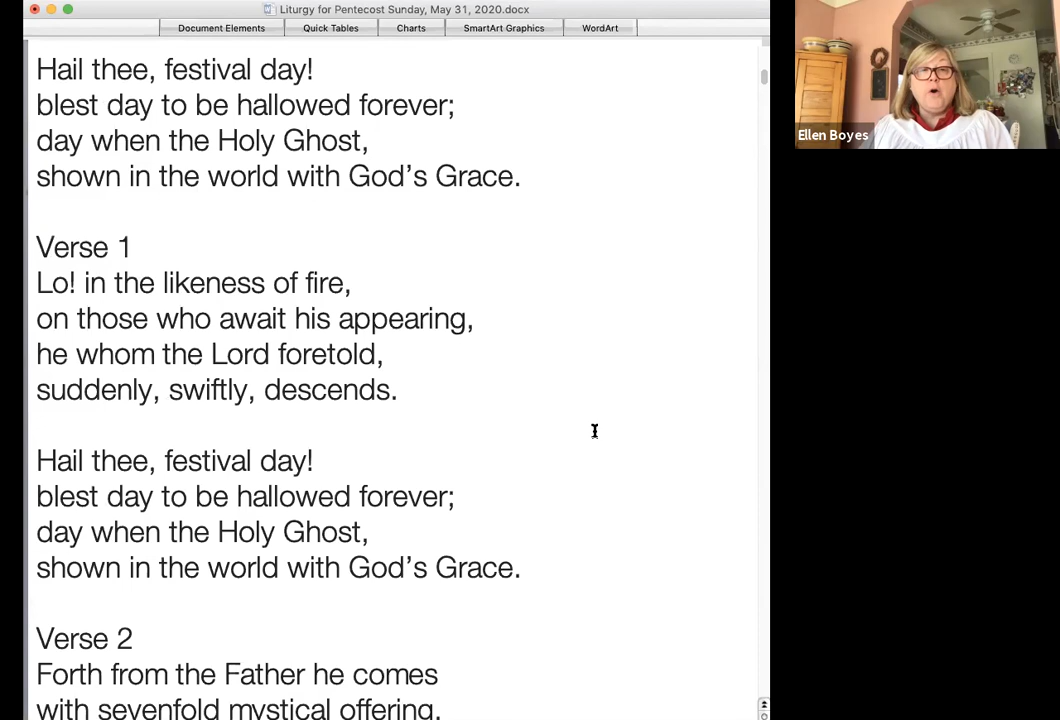 Liturgy for Pentecost Sunday, May 31, 2020.docx
Document Elements Quick Tables Charts SmartArt Graphics WordArt
Hail thee, festival day!
blest day to be hallowed forever;
day when the Holy Ghost,
shown in the world with God’s Grace.
Verse 1
Lo! in the likeness of fire,
on those who await his appearing,
he whom the Lord foretold,
suddenly, swiftly, descends.
Hail thee, festival day!
blest day to be hallowed forever;
day when the Holy Ghost,
shown in the world with God’s Grace.
Verse 2
Forth from the Father he comes
with sevenfold mystical offering,
Ellen Boyes